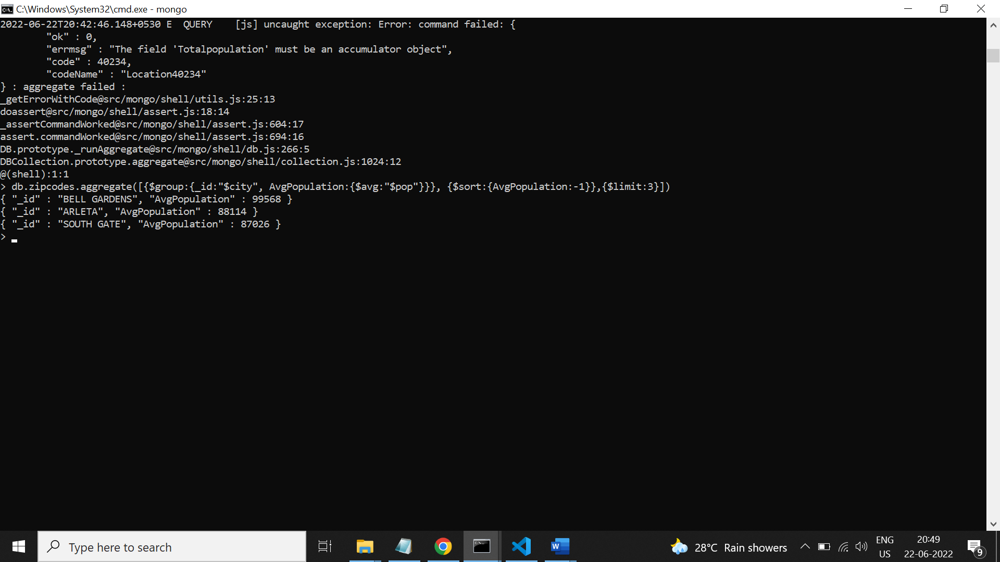 C:\Windows\System32\cmd.exe - mongo
2022-06-22T20:42:46.148+0530 E  QUERY    [js] uncaught exception: Error: command failed: {
        "ok" : 0,
        "errmsg" : "The field 'Totalpopulation' must be an accumulator object",
        "code" : 40234,
        "codeName" : "Location40234"
} : aggregate failed :
_getErrorWithCode@src/mongo/shell/utils.js:25:13
doassert@src/mongo/shell/assert.js:18:14
_assertCommandWorked@src/mongo/shell/assert.js:604:17
assert.commandWorked@src/mongo/shell/assert.js:694:16
DB.prototype._runAggregate@src/mongo/shell/db.js:266:5
DBCollection.prototype.aggregate@src/mongo/shell/collection.js:1024:12
@(shell):1:1
> db.zipcodes.aggregate([{$group:{_id:"$city", AvgPopulation:{$avg:"$pop"}}}, {$sort:{AvgPopulation:-1}},{$limit:3}])
{ "_id" : "BELL GARDENS", "AvgPopulation" : 99568 }
{ "_id" : "ARLETA", "AvgPopulation" : 88114 }
{ "_id" : "SOUTH GATE", "AvgPopulation" : 87026 }
>
Type here to search
28°C Rain showers
ENG
US
20:49
22-06-2022
9